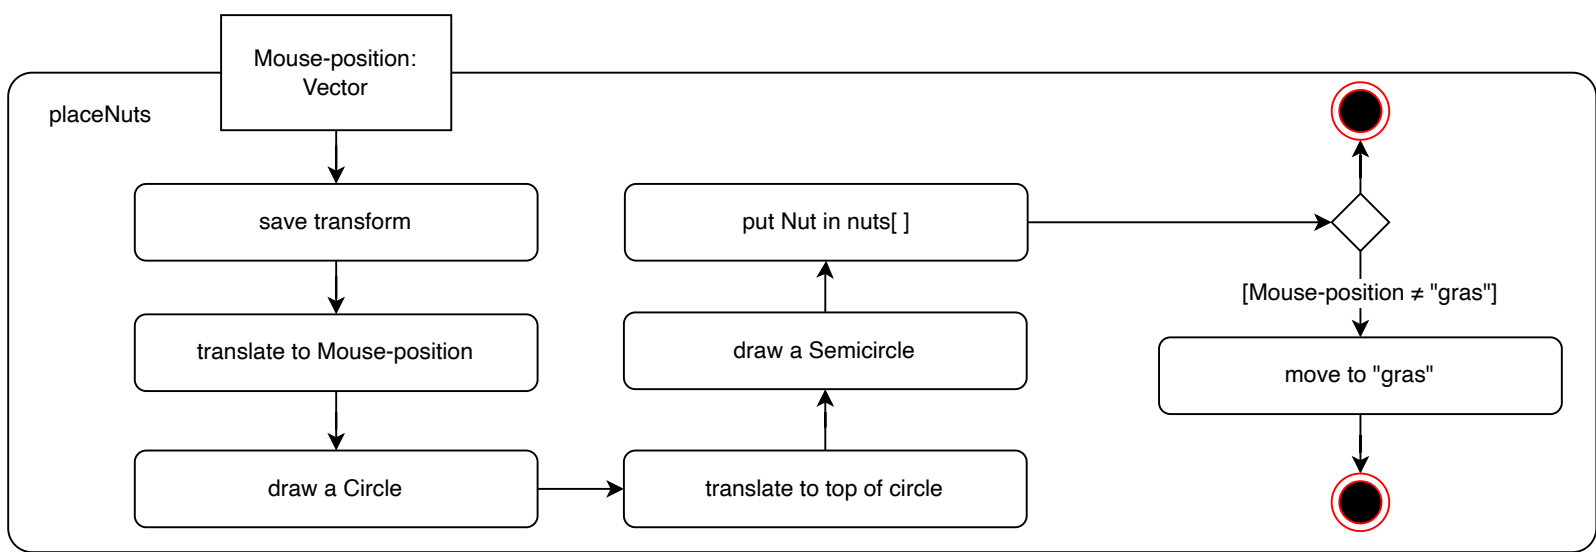 Mouse-position:
Vector
placeNuts
save transform
translate to Mouse-position
draw a Circle
translate to top of circle
draw a Semicircle
put Nut in nuts[ ]
[Mouse-position ≠ "gras"]
move to "gras"